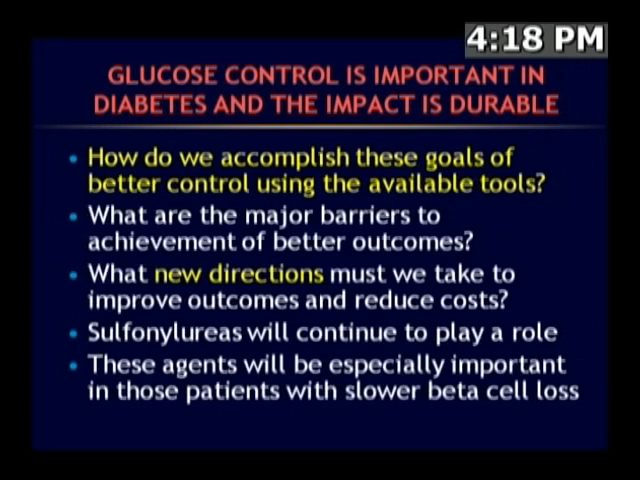 4:18 PM
GLUCOSE CONTROL IS IMPORTANT IN
DIABETES AND THE IMPACT IS DURABLE
• How do we accomplish these goals of
better control using the available tools?
• What are the major barriers to
achievement of better outcomes?
• What new directions must we take to
improve outcomes and reduce costs?
• Sulfonylureas will continue to play a role
• These agents will be especially important
in those patients with slower beta cell loss